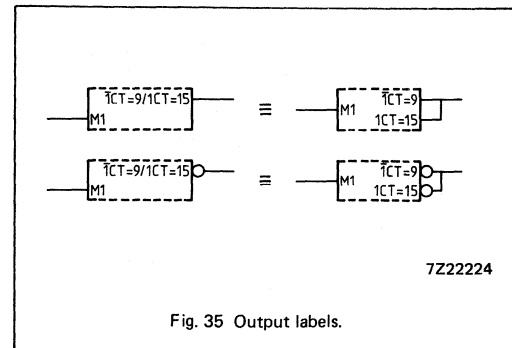 1̅CT=9/1CT=15
M1
≡
M1
1̅CT=9
1CT=15
1̅CT=9/1CT=15
M1
≡
M1
1̅CT=9
1CT=15
7Z22224
Fig. 35 Output labels.